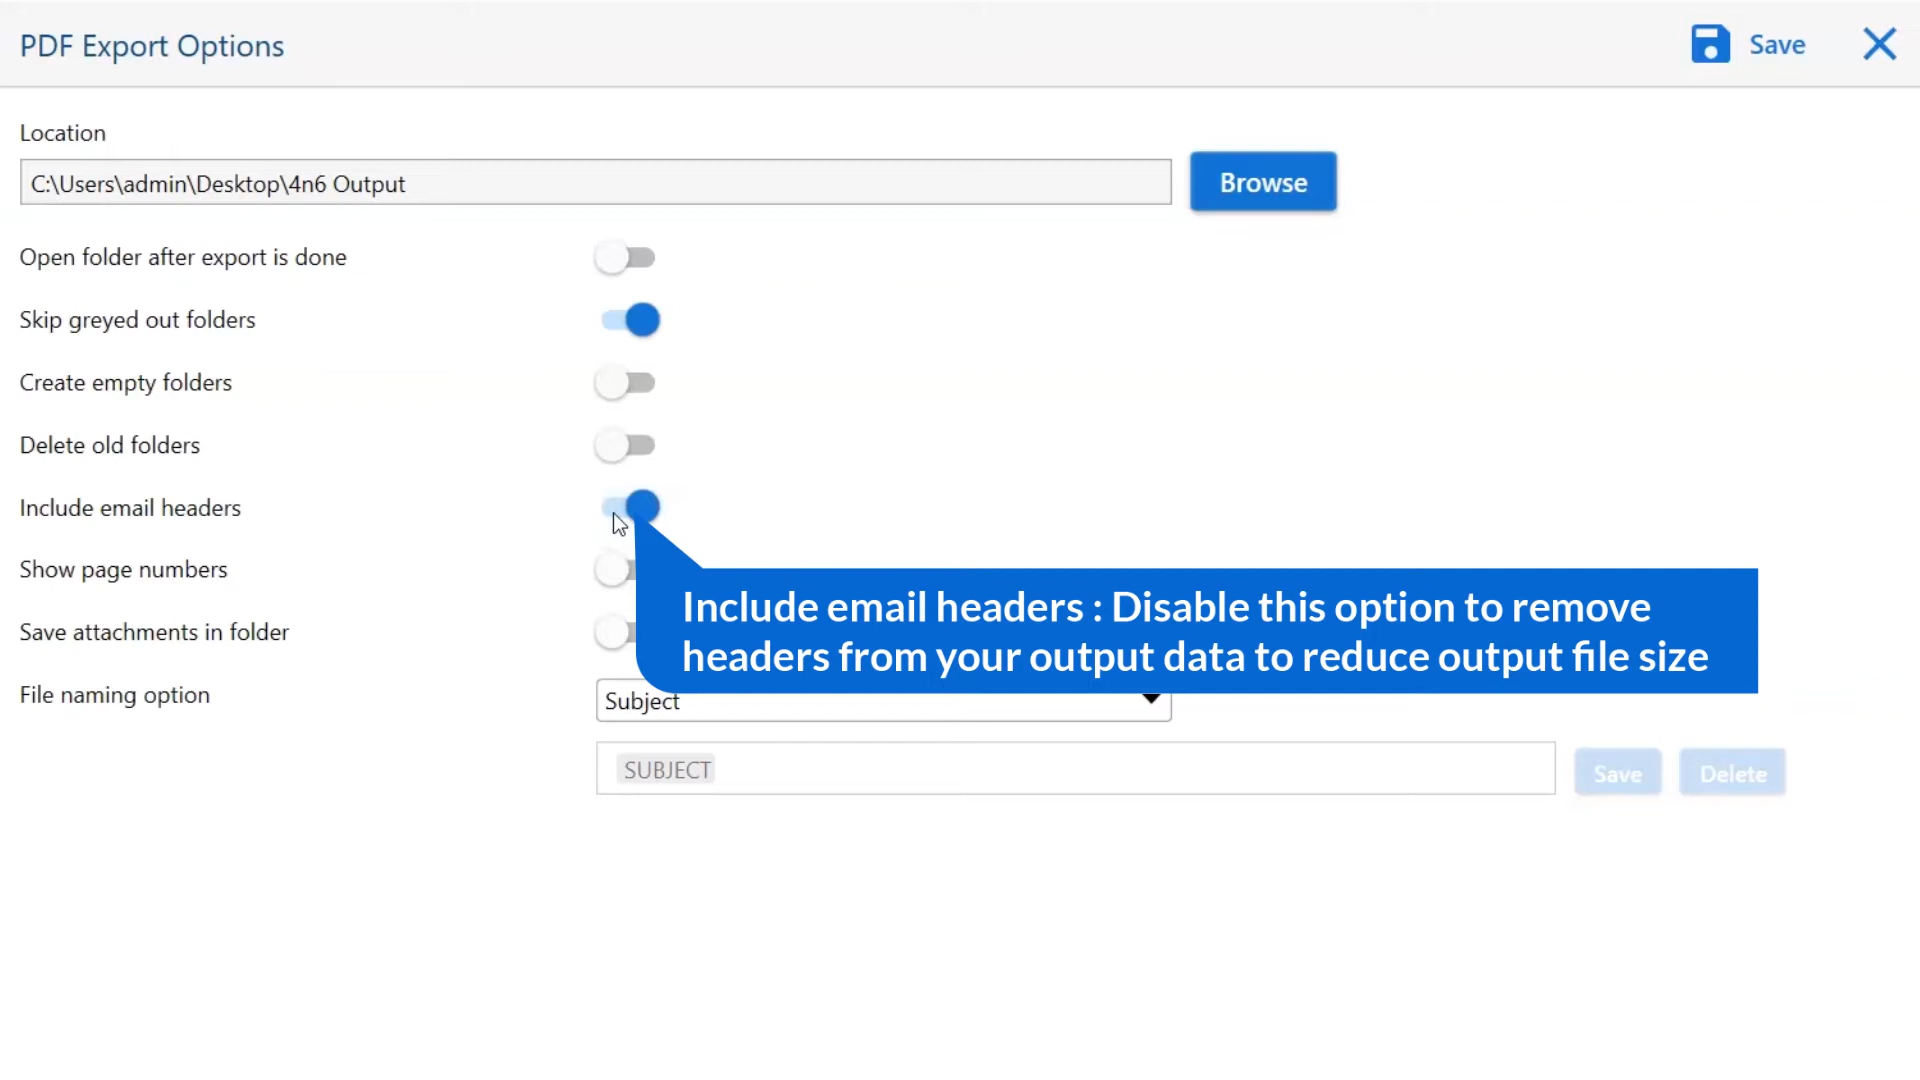 PDF Export Options
Save
Location
C:\Users\admin\Desktop\4n6 Output
Browse
Open folder after export is done
Skip greyed out folders
Create empty folders
Delete old folders
Include email headers
Show page numbers
Include email headers : Disable this option to remove
headers from your output data to reduce output file size
Save attachments in folder
File naming option
Subject
SUBJECT
Save
Delete